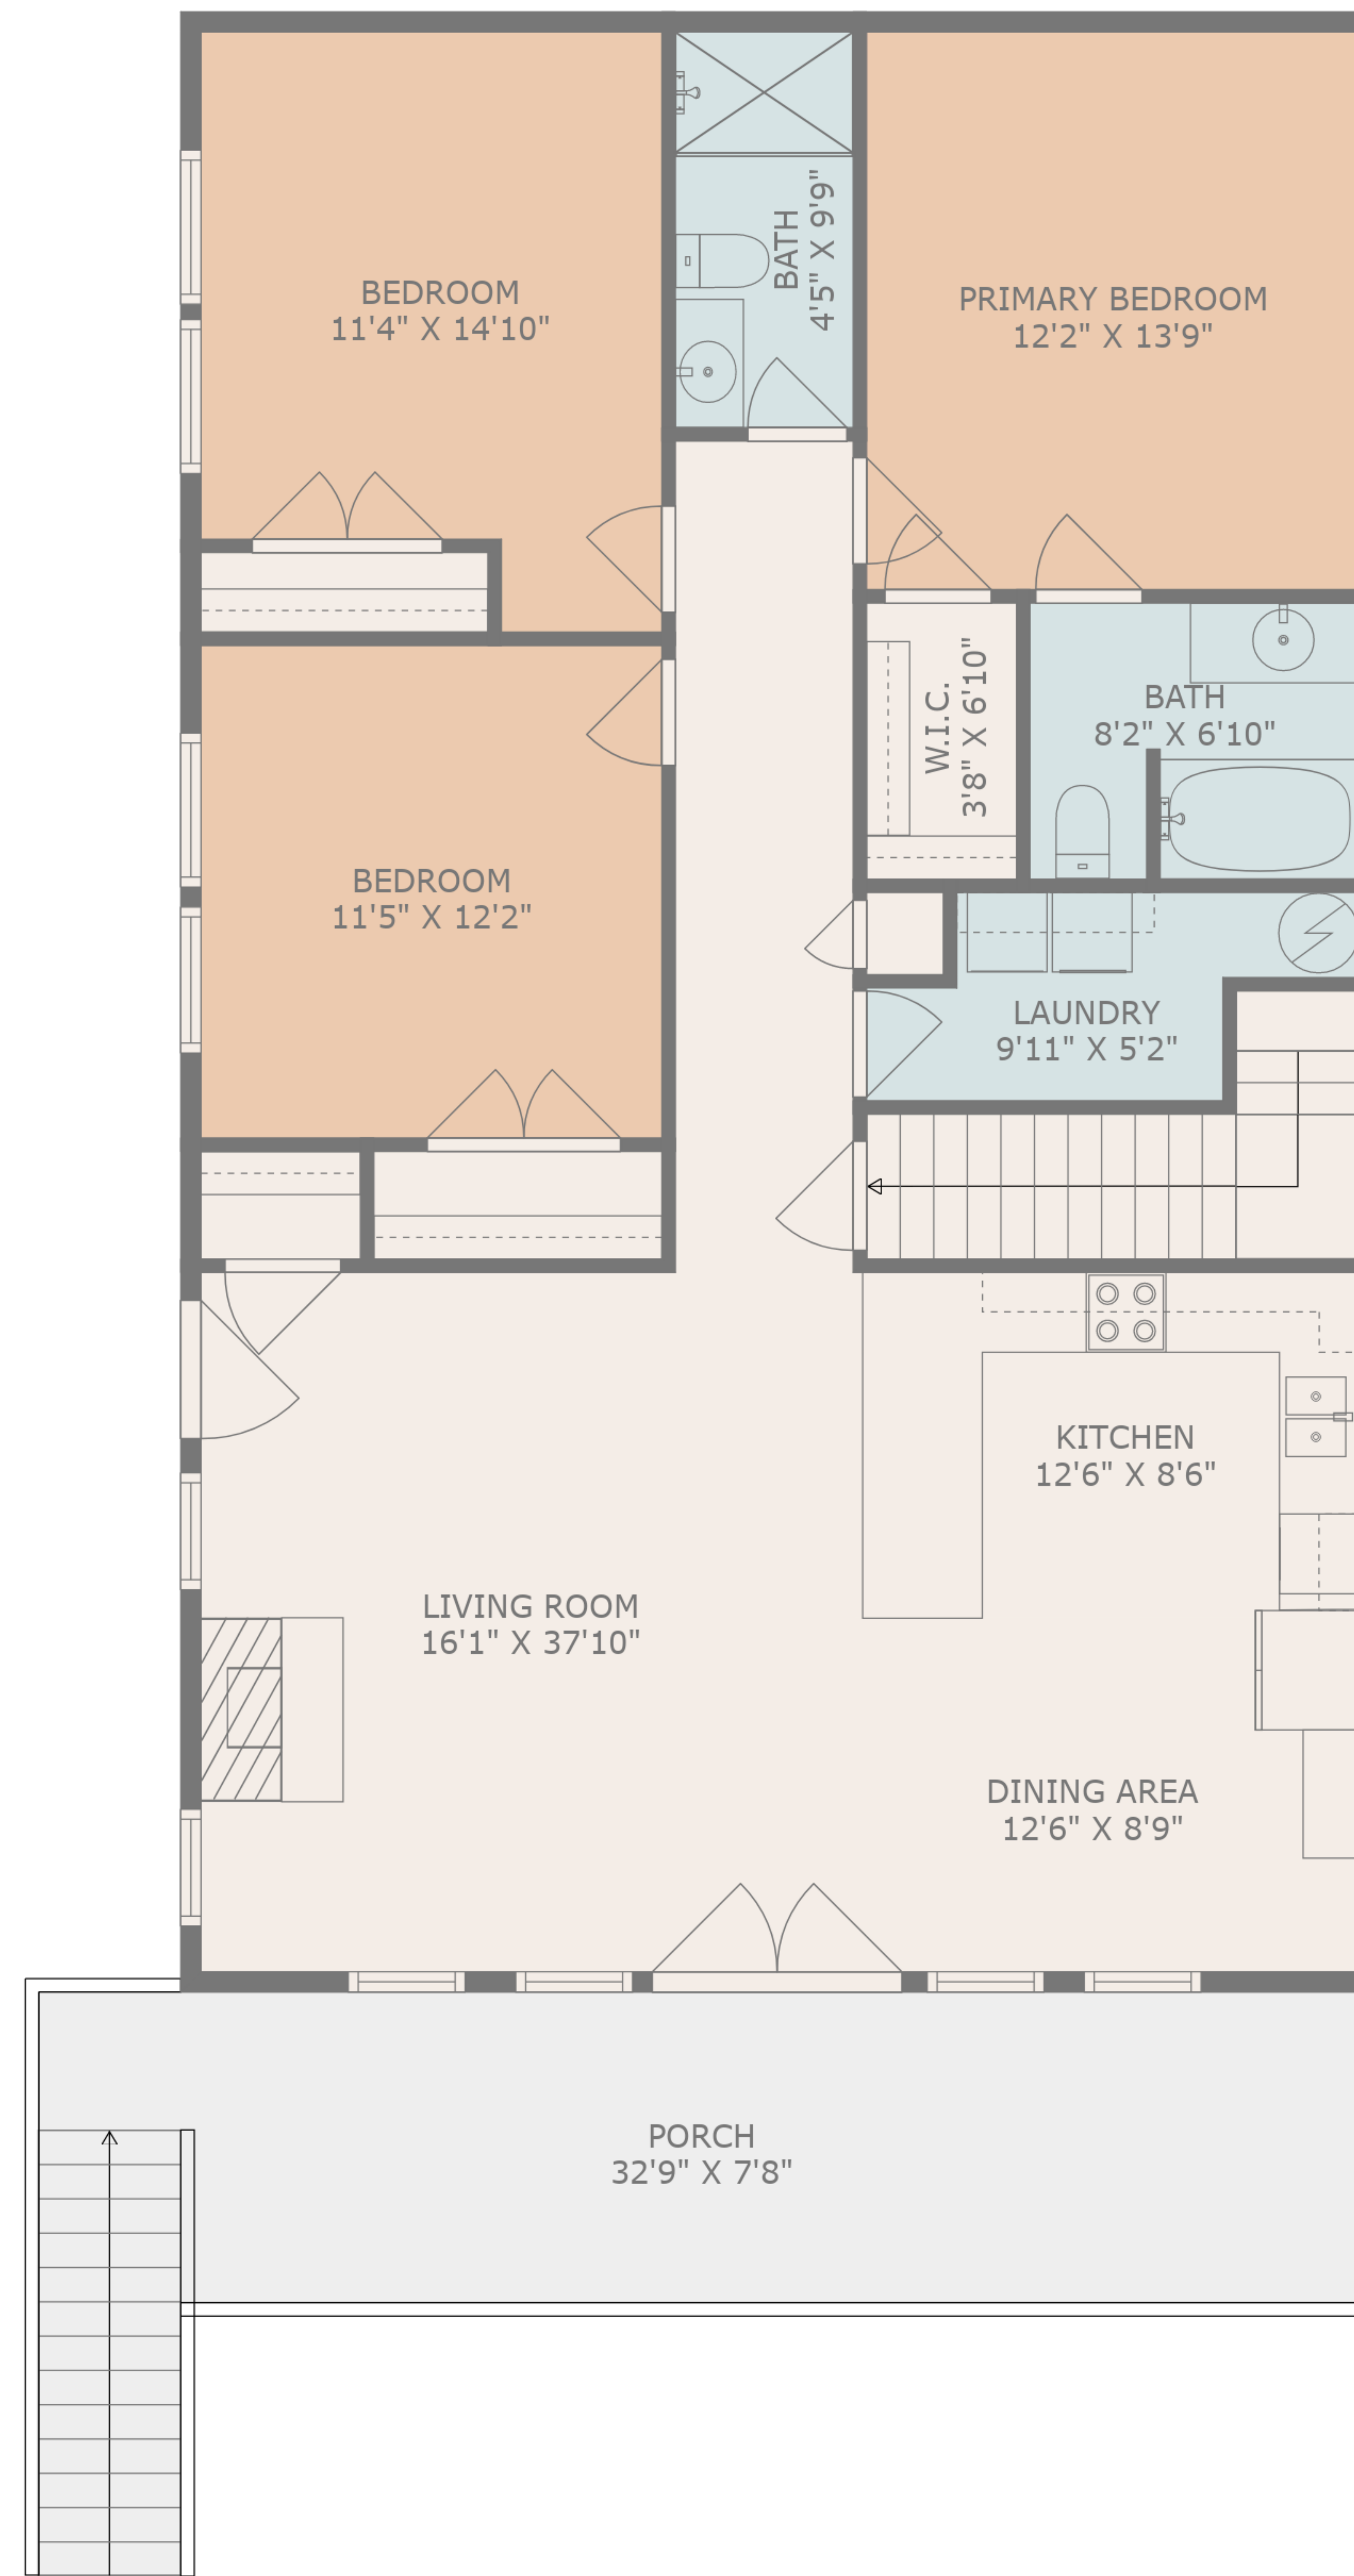 BEDROOM
11'4" X 14'10"
BATH
4'5" X 9'9"
PRIMARY BEDROOM
12'2" X 13'9"
W.I.C.
3'8" X 6'10"
BATH
8'2" X 6'10"
BEDROOM
11'5" X 12'2"
LAUNDRY
9'11" X 5'2"
KITCHEN
12'6" X 8'6"
LIVING ROOM
16'1" X 37'10"
DINING AREA
12'6" X 8'9"
PORCH
32'9" X 7'8"